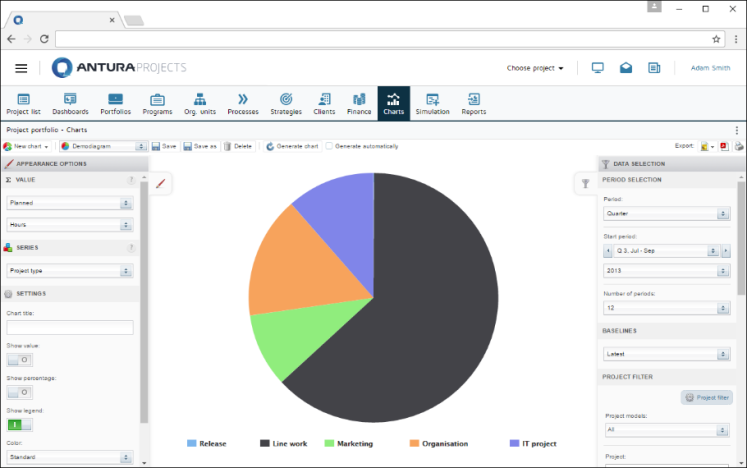 ANTURA PROJECTS
Choose project
Adam Smith
Project list Dashboards Portfolios Programs Org. units Processes Strategies Clients Finance Charts Simulation Reports
Project portfolio - Charts
New chart Demodiagram Save Save as Delete Generate chart Generate automatically Export:
APPEARANCE OPTIONS
Σ VALUE ?
Planned
Hours
SERIES ?
Project type
SETTINGS
Chart title:
Show value:
O
Show percentage:
O
Show legend:
I
Color:
Standard
Release Line work Marketing Organisation IT project
DATA SELECTION
PERIOD SELECTION
Period:
Quarter
Start period:
Q 3, Jul - Sep
2013
Number of periods:
12
BASELINES
Latest
PROJECT FILTER
Project filter
Project models:
All
Project: